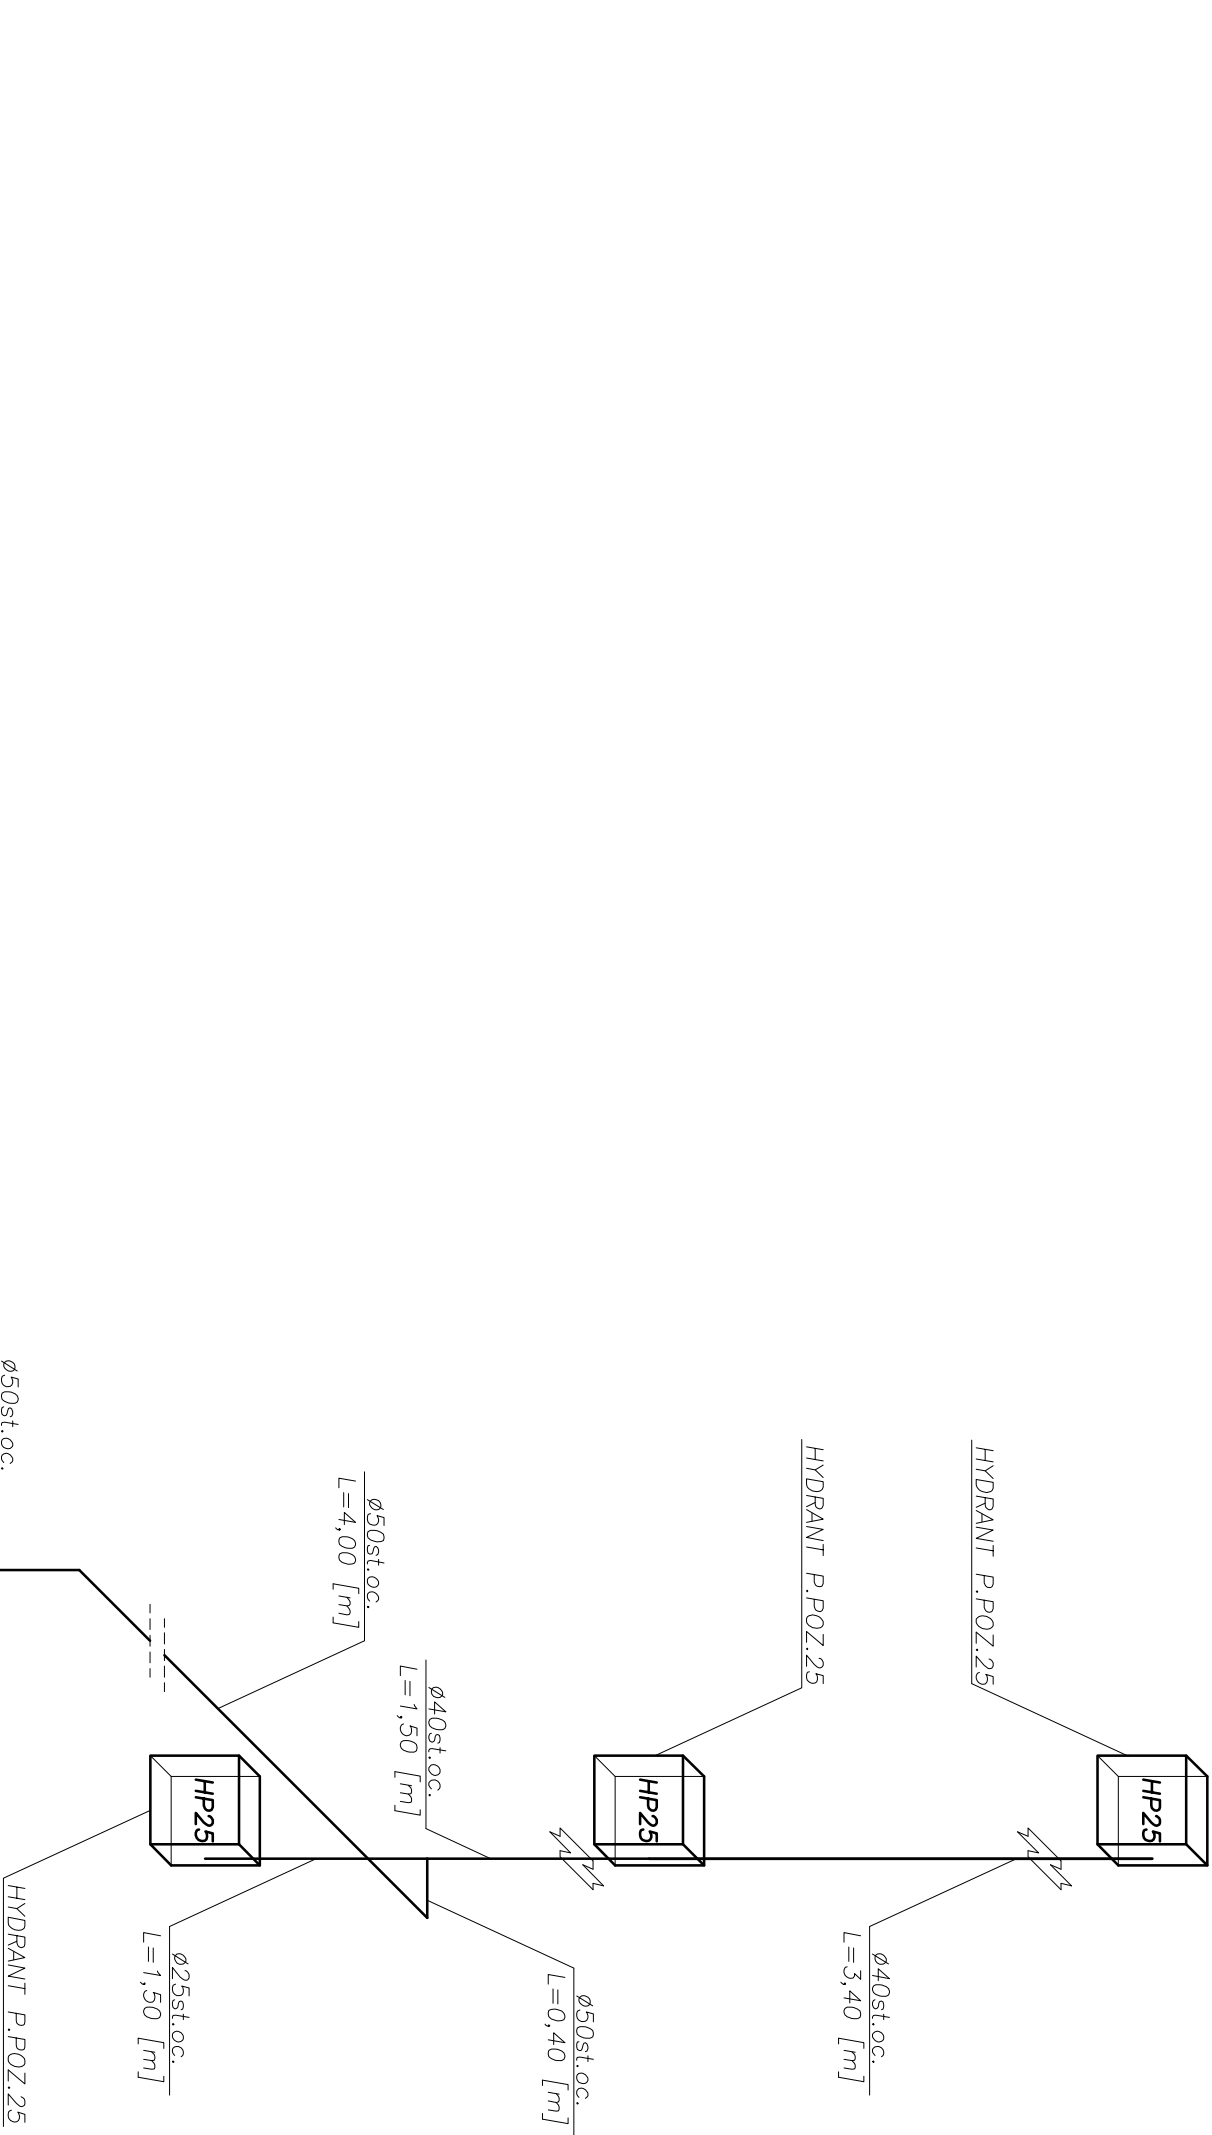 HYDRANT P.POZ.25
HP25
HYDRANT P.POZ.25
HP25
ø40st.oc.
L=3,40 [m]
ø50st.oc.
L=0,40 [m]
ø40st.oc.
L=1,50 [m]
ø50st.oc.
L=4,00 [m]
HP25
ø25st.oc.
L=1,50 [m]
ø50st.oc.
HYDRANT P.POZ.25